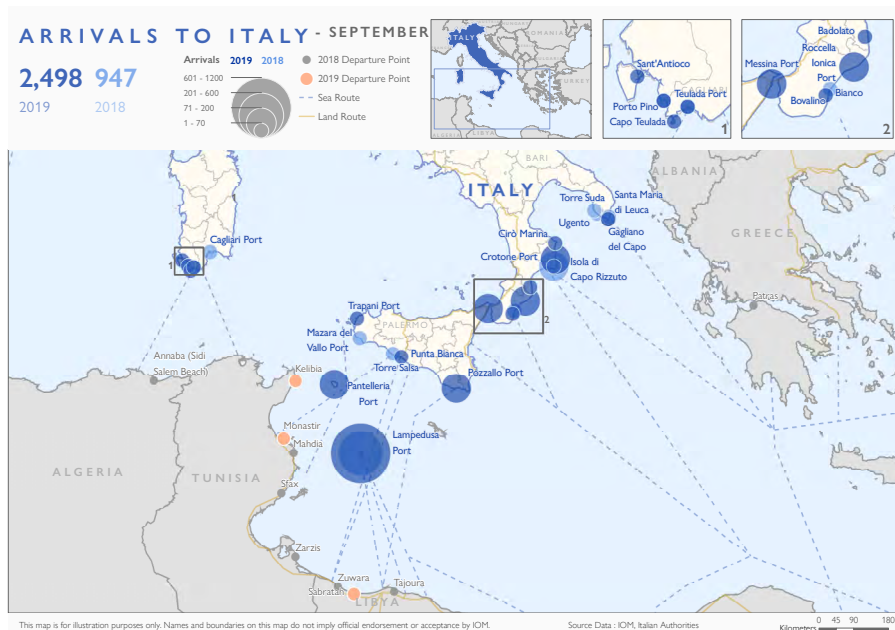 ARRIVALS TO ITALY - SEPTEMBER
2,498 947
2019 2018
Arrivals 2019 2018
601 - 1200
201 - 600
71 - 200
1 - 70
2018 Departure Point
2019 Departure Point
Sea Route
Land Route
ITALY
ROMANIA
BULGARIA
TURKEY
ALGERIA
LIBYA
Sant'Antioco
Porto Pino
Teulada Port
CAGLIARI
Capo Teulada
1
Badolato
Roccella
Ionica
Port
Messina Port
Bianco
Bovalino
2
BARI
ITALY
ALBANIA
GREECE
Patras
Torre Suda
Santa Maria
di Leuca
Ugento
Gagliano
del Capo
Cirò Marina
Crotone Port
Isola di
Capo Rizzuto
Cagliari Port
1
2
Trapani Port
PALERMO
Mazara del
Vallo Port
Punta Bianca
Torre Salsa
Pozzallo Port
Annaba (Sidi
Salem Beach)
Kelibia
Pantelleria
Port
Monastir
Mahdia
Lampedusa
Port
ALGERIA
TUNISIA
Sfax
Zarzis
Zuwara
Sabratah
Tajoura
LIBYA
This map is for illustration purposes only. Names and boundaries on this map do not imply official endorsement or acceptance by IOM.
Source Data : IOM, Italian Authorities
Kilometers
0 45 90 180